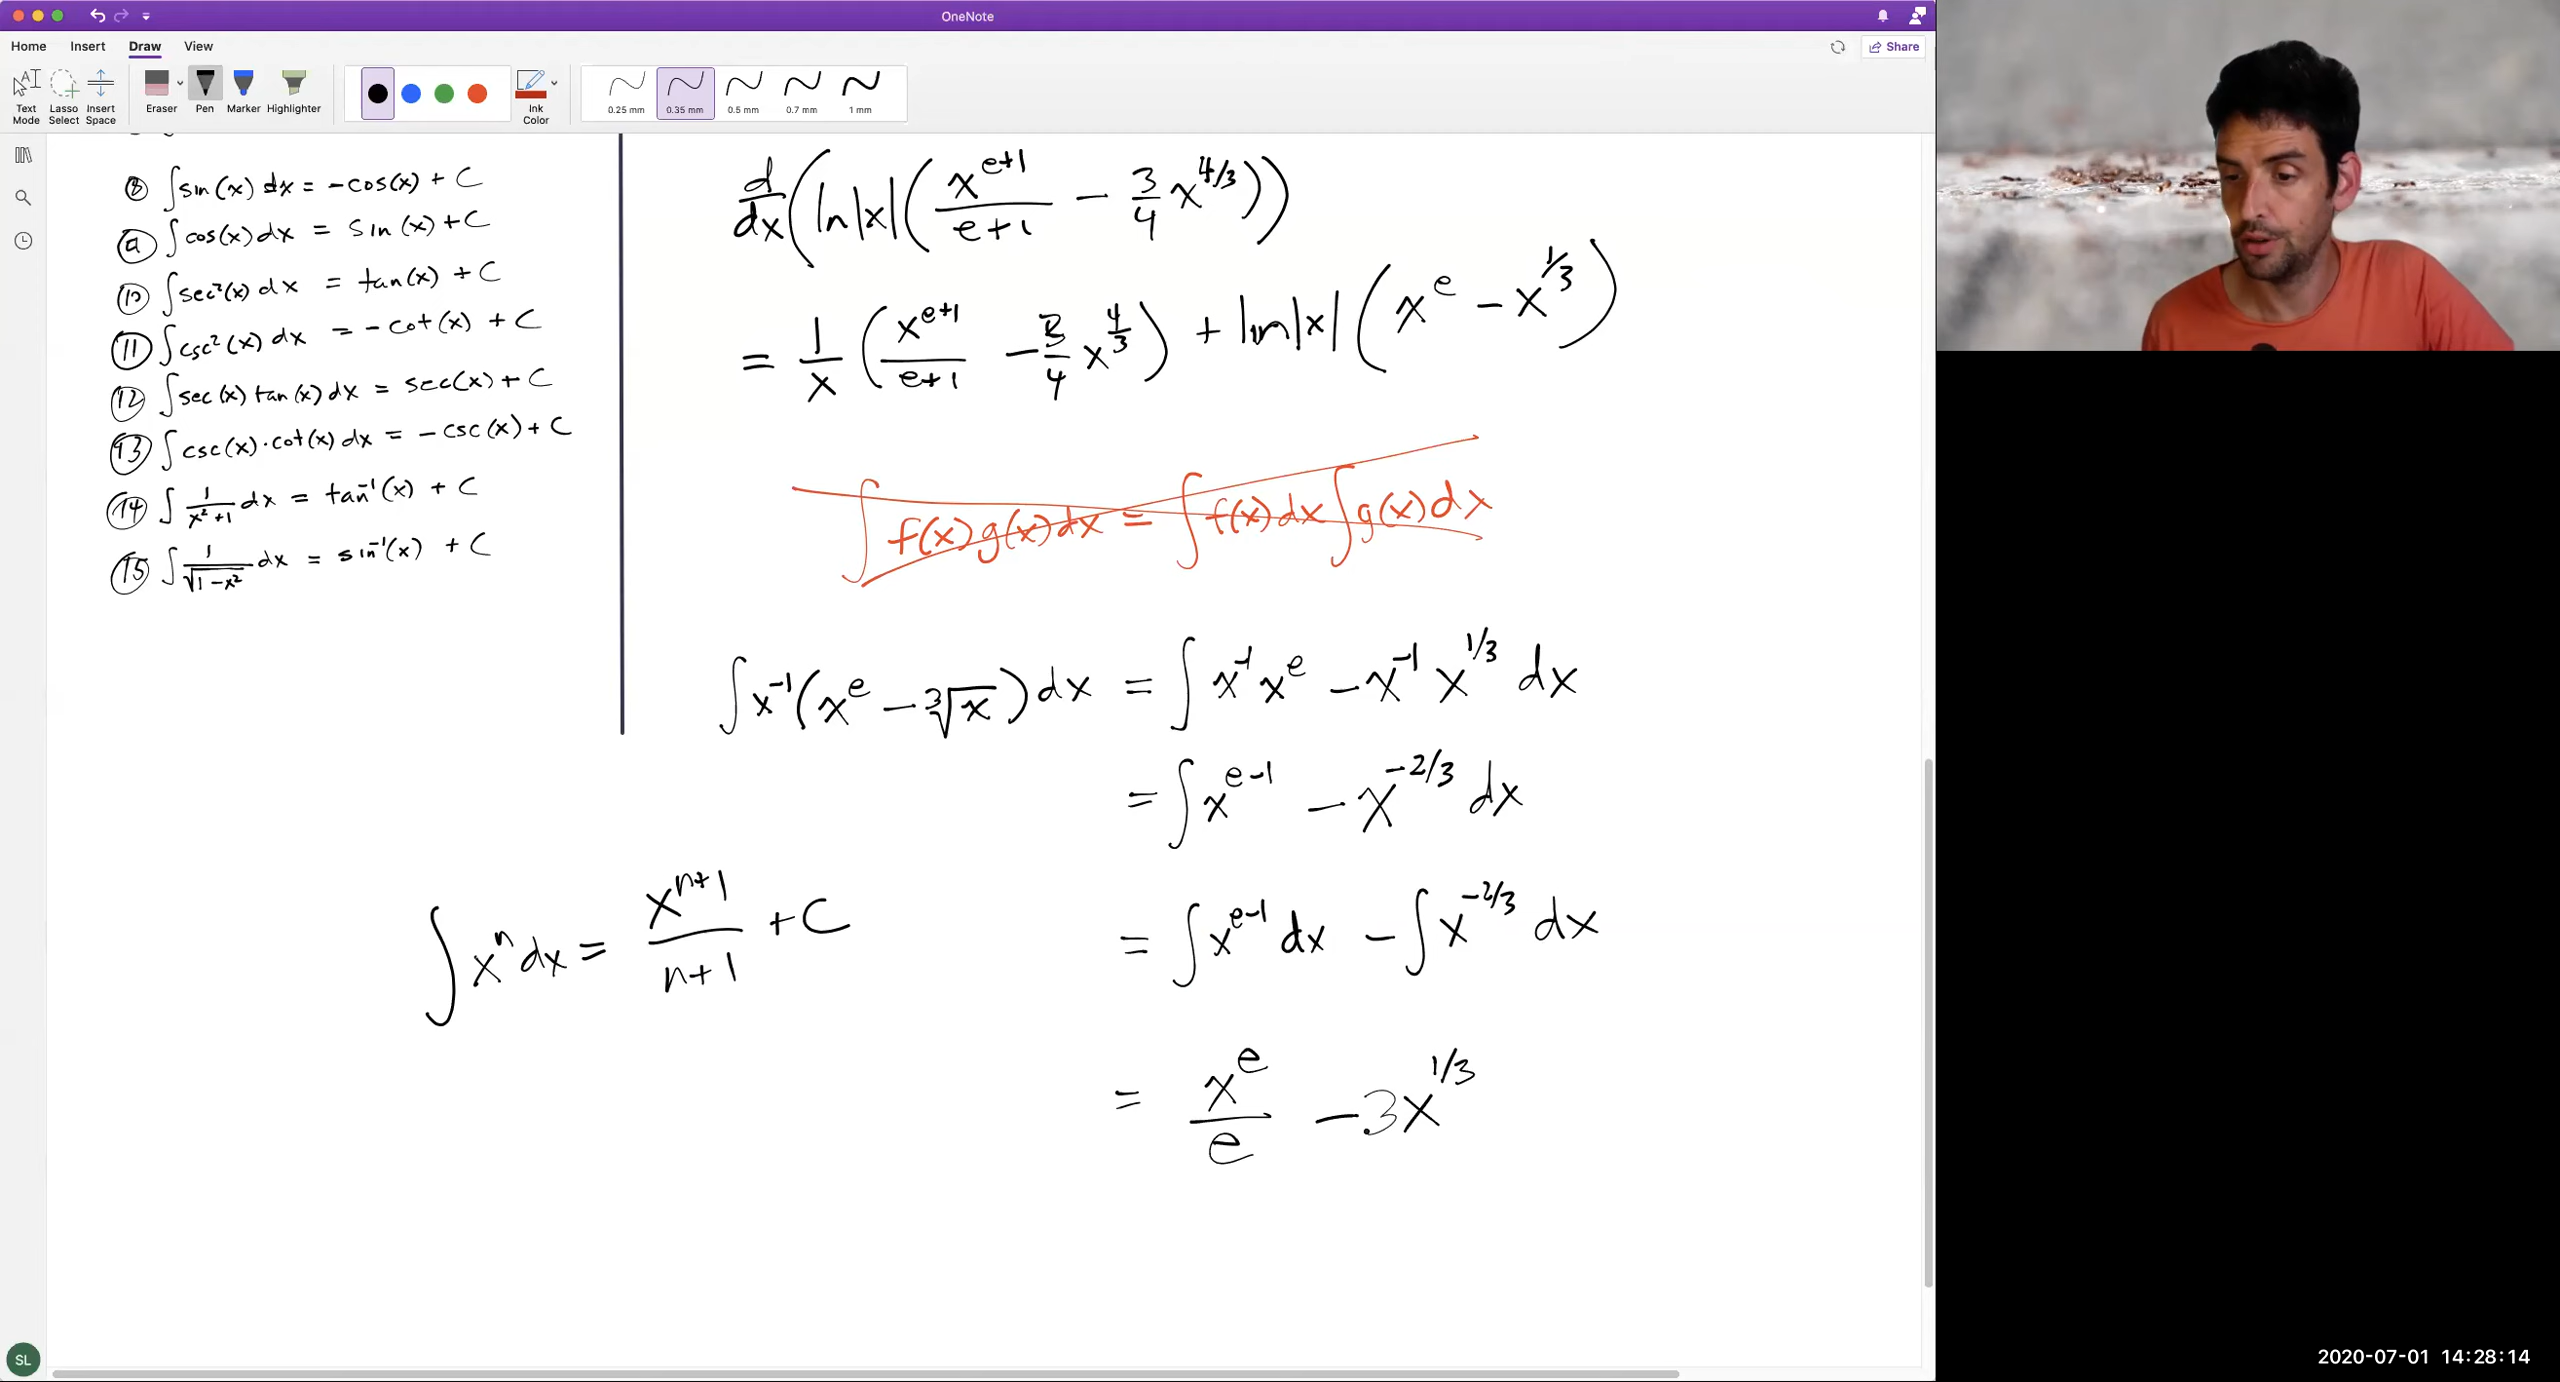 OneNote
Home Insert Draw View
Share
Text Mode
Lasso Select
Insert Space
Eraser
Pen
Marker
Highlighter
Ink Color
0.25 mm
0.35 mm
0.5 mm
0.7 mm
1 mm
⑧ ∫sin(x) dx = -cos(x) + C
⑨ ∫cos(x)dx = sin(x) + C
⑩ ∫sec²(x)dx = tan(x) + C
⑪ ∫csc²(x)dx = -cot(x) + C
⑫ ∫sec(x)tan(x)dx = sec(x) + C
⑬ ∫csc(x)·cot(x)dx = -csc(x) + C
⑭ ∫ 1/(x²+1) dx = tan⁻¹(x) + C
⑮ ∫ 1/√(1-x²) dx = sin⁻¹(x) + C
d/dx(ln|x|(x^(e+1)/(e+1) - 3/4 x^(4/3)))
= 1/x (x^(e+1)/(e+1) - 3/4 x^(4/3)) + ln|x| (x^e - x^(1/3))
∫f(x)g(x)dx = ∫f(x)dx∫g(x)dx
∫x⁻¹(x^e - ∛x)dx = ∫x⁻¹x^e - x⁻¹x^(1/3) dx
= ∫x^(e-1) - x^(-2/3) dx
= ∫x^(e-1) dx - ∫x^(-2/3) dx
∫x^n dx = x^(n+1)/(n+1) + C
= x^e/e - 3x^(1/3)
SL
2020-07-01 14:28:14